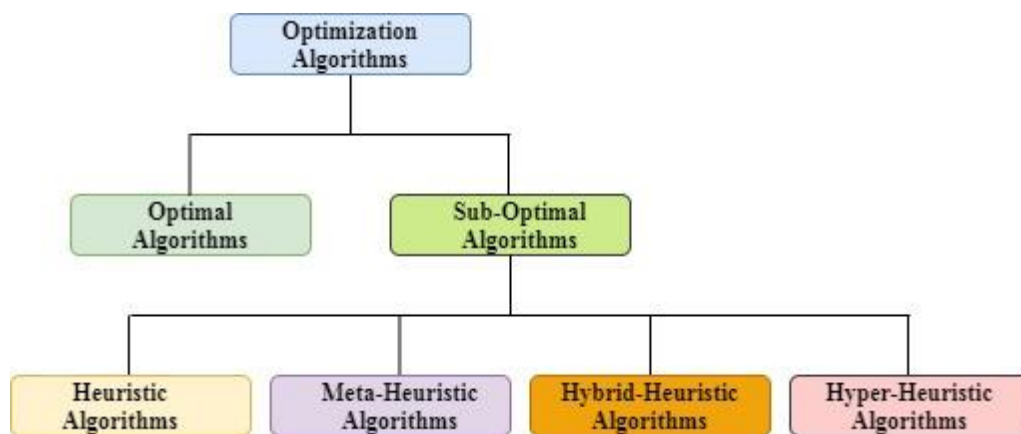 Optimization
Algorithms
Optimal
Algorithms
Sub-Optimal
Algorithms
Heuristic
Algorithms
Meta-Heuristic
Algorithms
Hybrid-Heuristic
Algorithms
Hyper-Heuristic
Algorithms